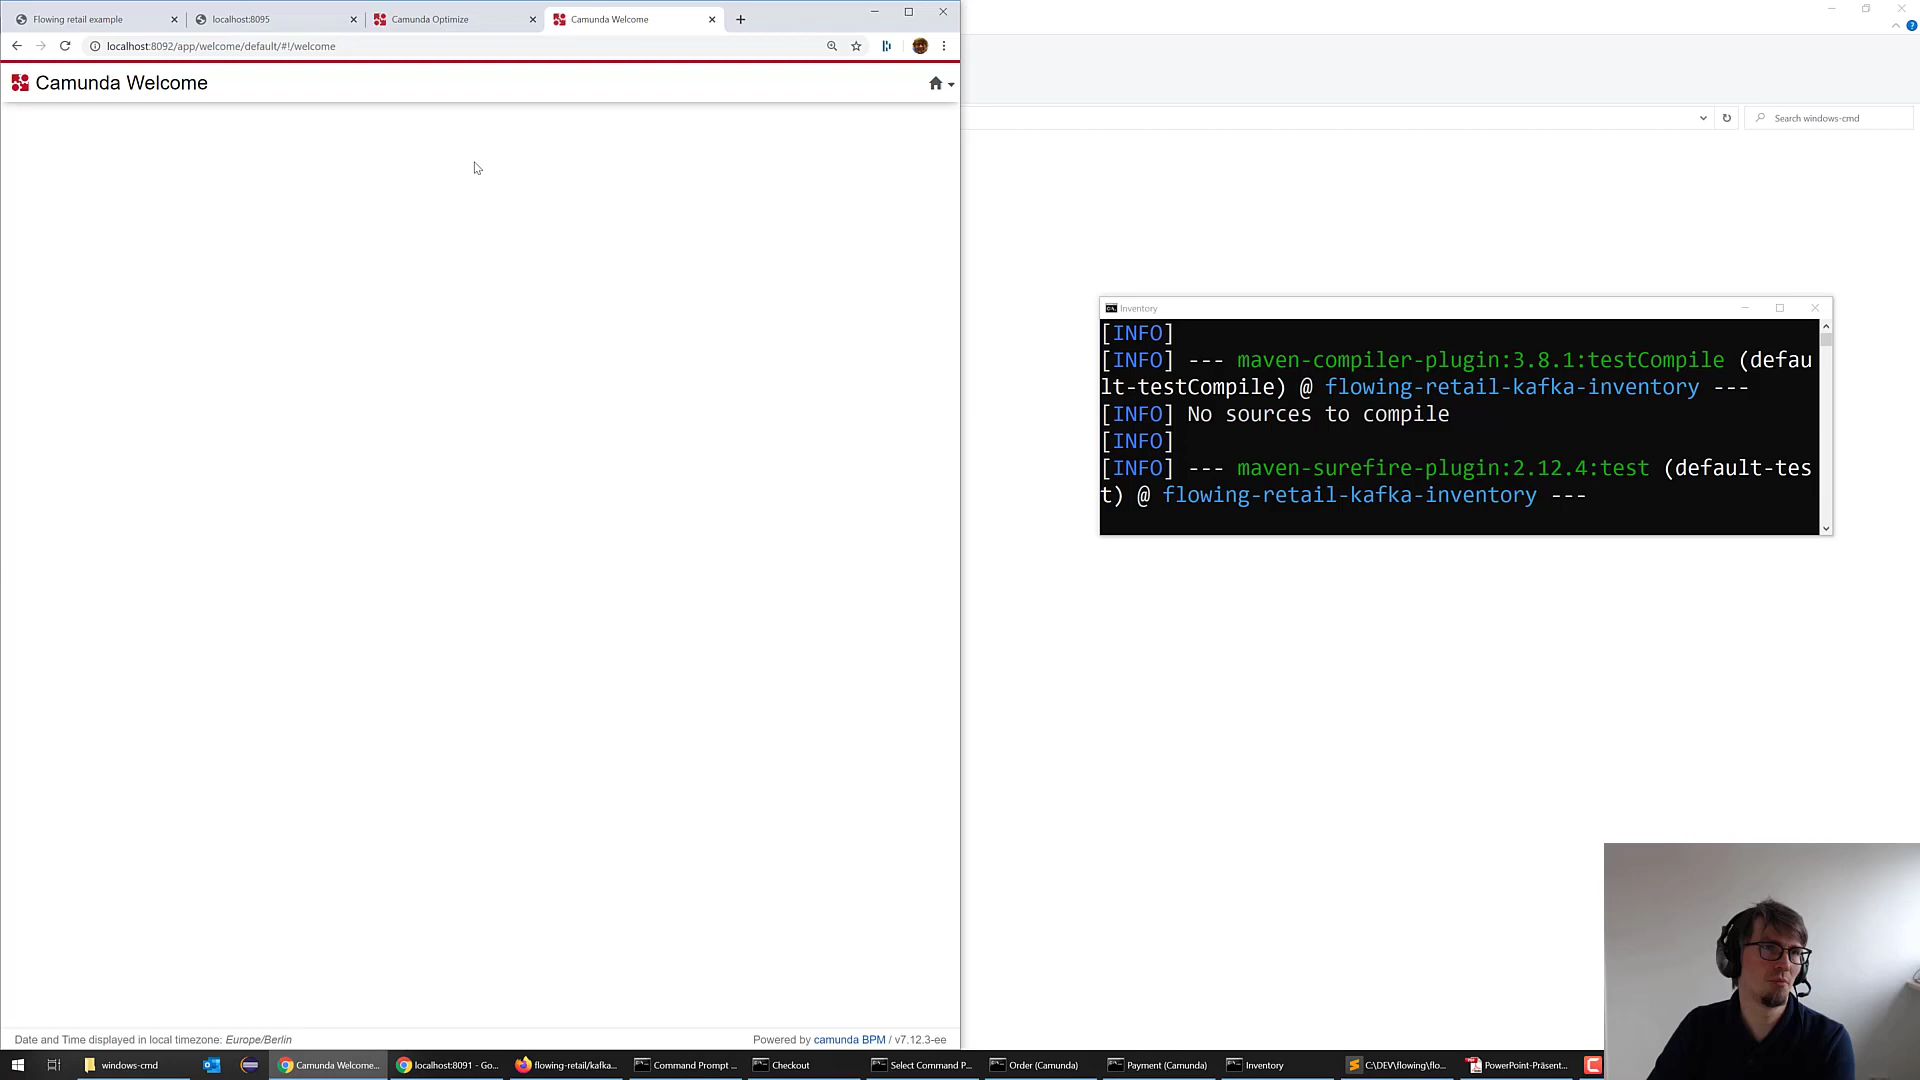 Flowing retail example
localhost:8095
Camunda Optimize
Camunda Welcome
localhost:8092/app/welcome/default/#!/welcome
Camunda Welcome
Search windows-cmd
Inventory
[INFO]
[INFO] --- maven-compiler-plugin:3.8.1:testCompile (defau
lt-testCompile) @ flowing-retail-kafka-inventory ---
[INFO] No sources to compile
[INFO]
[INFO] --- maven-surefire-plugin:2.12.4:test (default-tes
t) @ flowing-retail-kafka-inventory ---
Date and Time displayed in local timezone: Europe/Berlin
Powered by camunda BPM / v7.12.3-ee
windows-cmd
Camunda Welcome...
localhost:8091 - Go...
flowing-retail/kafka...
Command Prompt ...
Checkout
Select Command P...
Order (Camunda)
Payment (Camunda)
Inventory
C:\DEV\flowing\flo...
PowerPoint-Präsent...